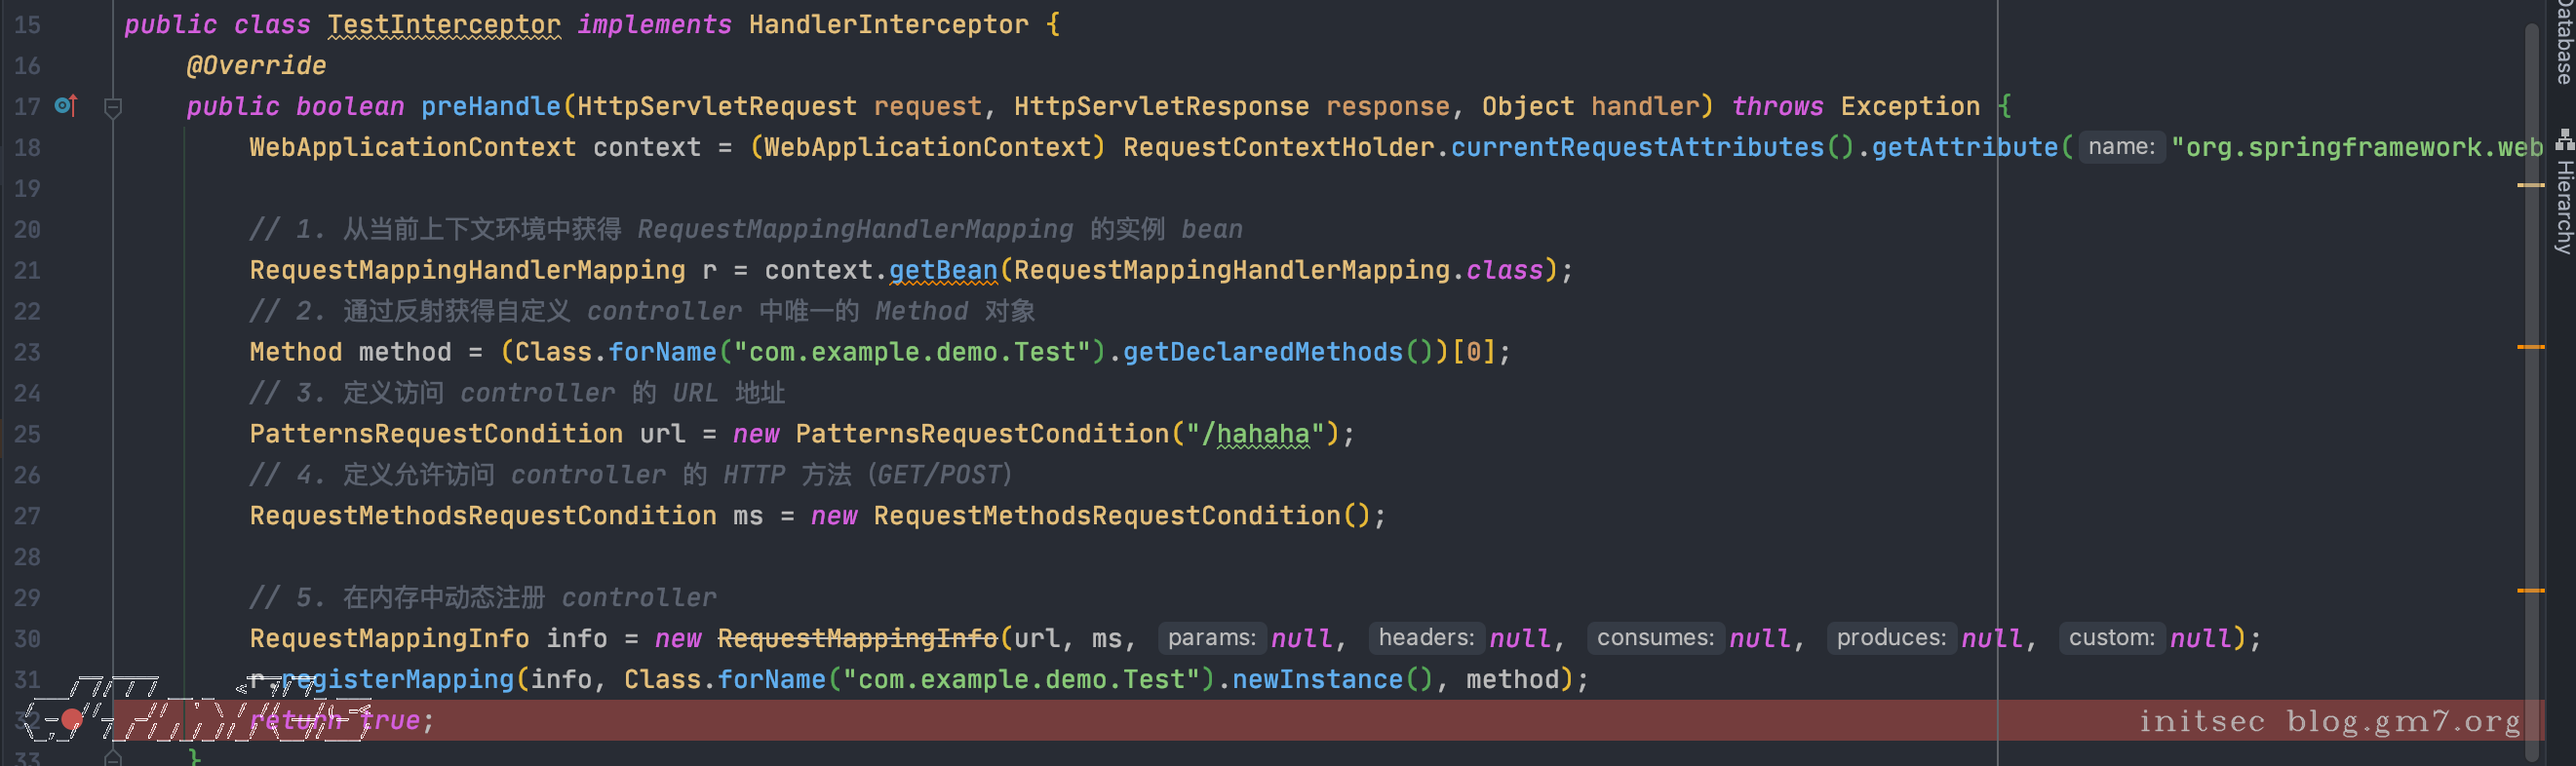 15 public class TestInterceptor implements HandlerInterceptor {
16 @Override
17 public boolean preHandle(HttpServletRequest request, HttpServletResponse response, Object handler) throws Exception {
18 WebApplicationContext context = (WebApplicationContext) RequestContextHolder.currentRequestAttributes().getAttribute( name: "org.springframework.web
19
20 // 1. 从当前上下文环境中获得 RequestMappingHandlerMapping 的实例 bean
21 RequestMappingHandlerMapping r = context.getBean(RequestMappingHandlerMapping.class);
22 // 2. 通过反射获得自定义 controller 中唯一的 Method 对象
23 Method method = (Class.forName("com.example.demo.Test").getDeclaredMethods())[0];
24 // 3. 定义访问 controller 的 URL 地址
25 PatternsRequestCondition url = new PatternsRequestCondition("/hahaha");
26 // 4. 定义允许访问 controller 的 HTTP 方法（GET/POST）
27 RequestMethodsRequestCondition ms = new RequestMethodsRequestCondition();
28
29 // 5. 在内存中动态注册 controller
30 RequestMappingInfo info = new RequestMappingInfo(url, ms, params: null, headers: null, consumes: null, produces: null, custom: null);
31 r.registerMapping(info, Class.forName("com.example.demo.Test").newInstance(), method);
32 return true;
initsec blog.gm7.org
33 }
Database
Hierarchy